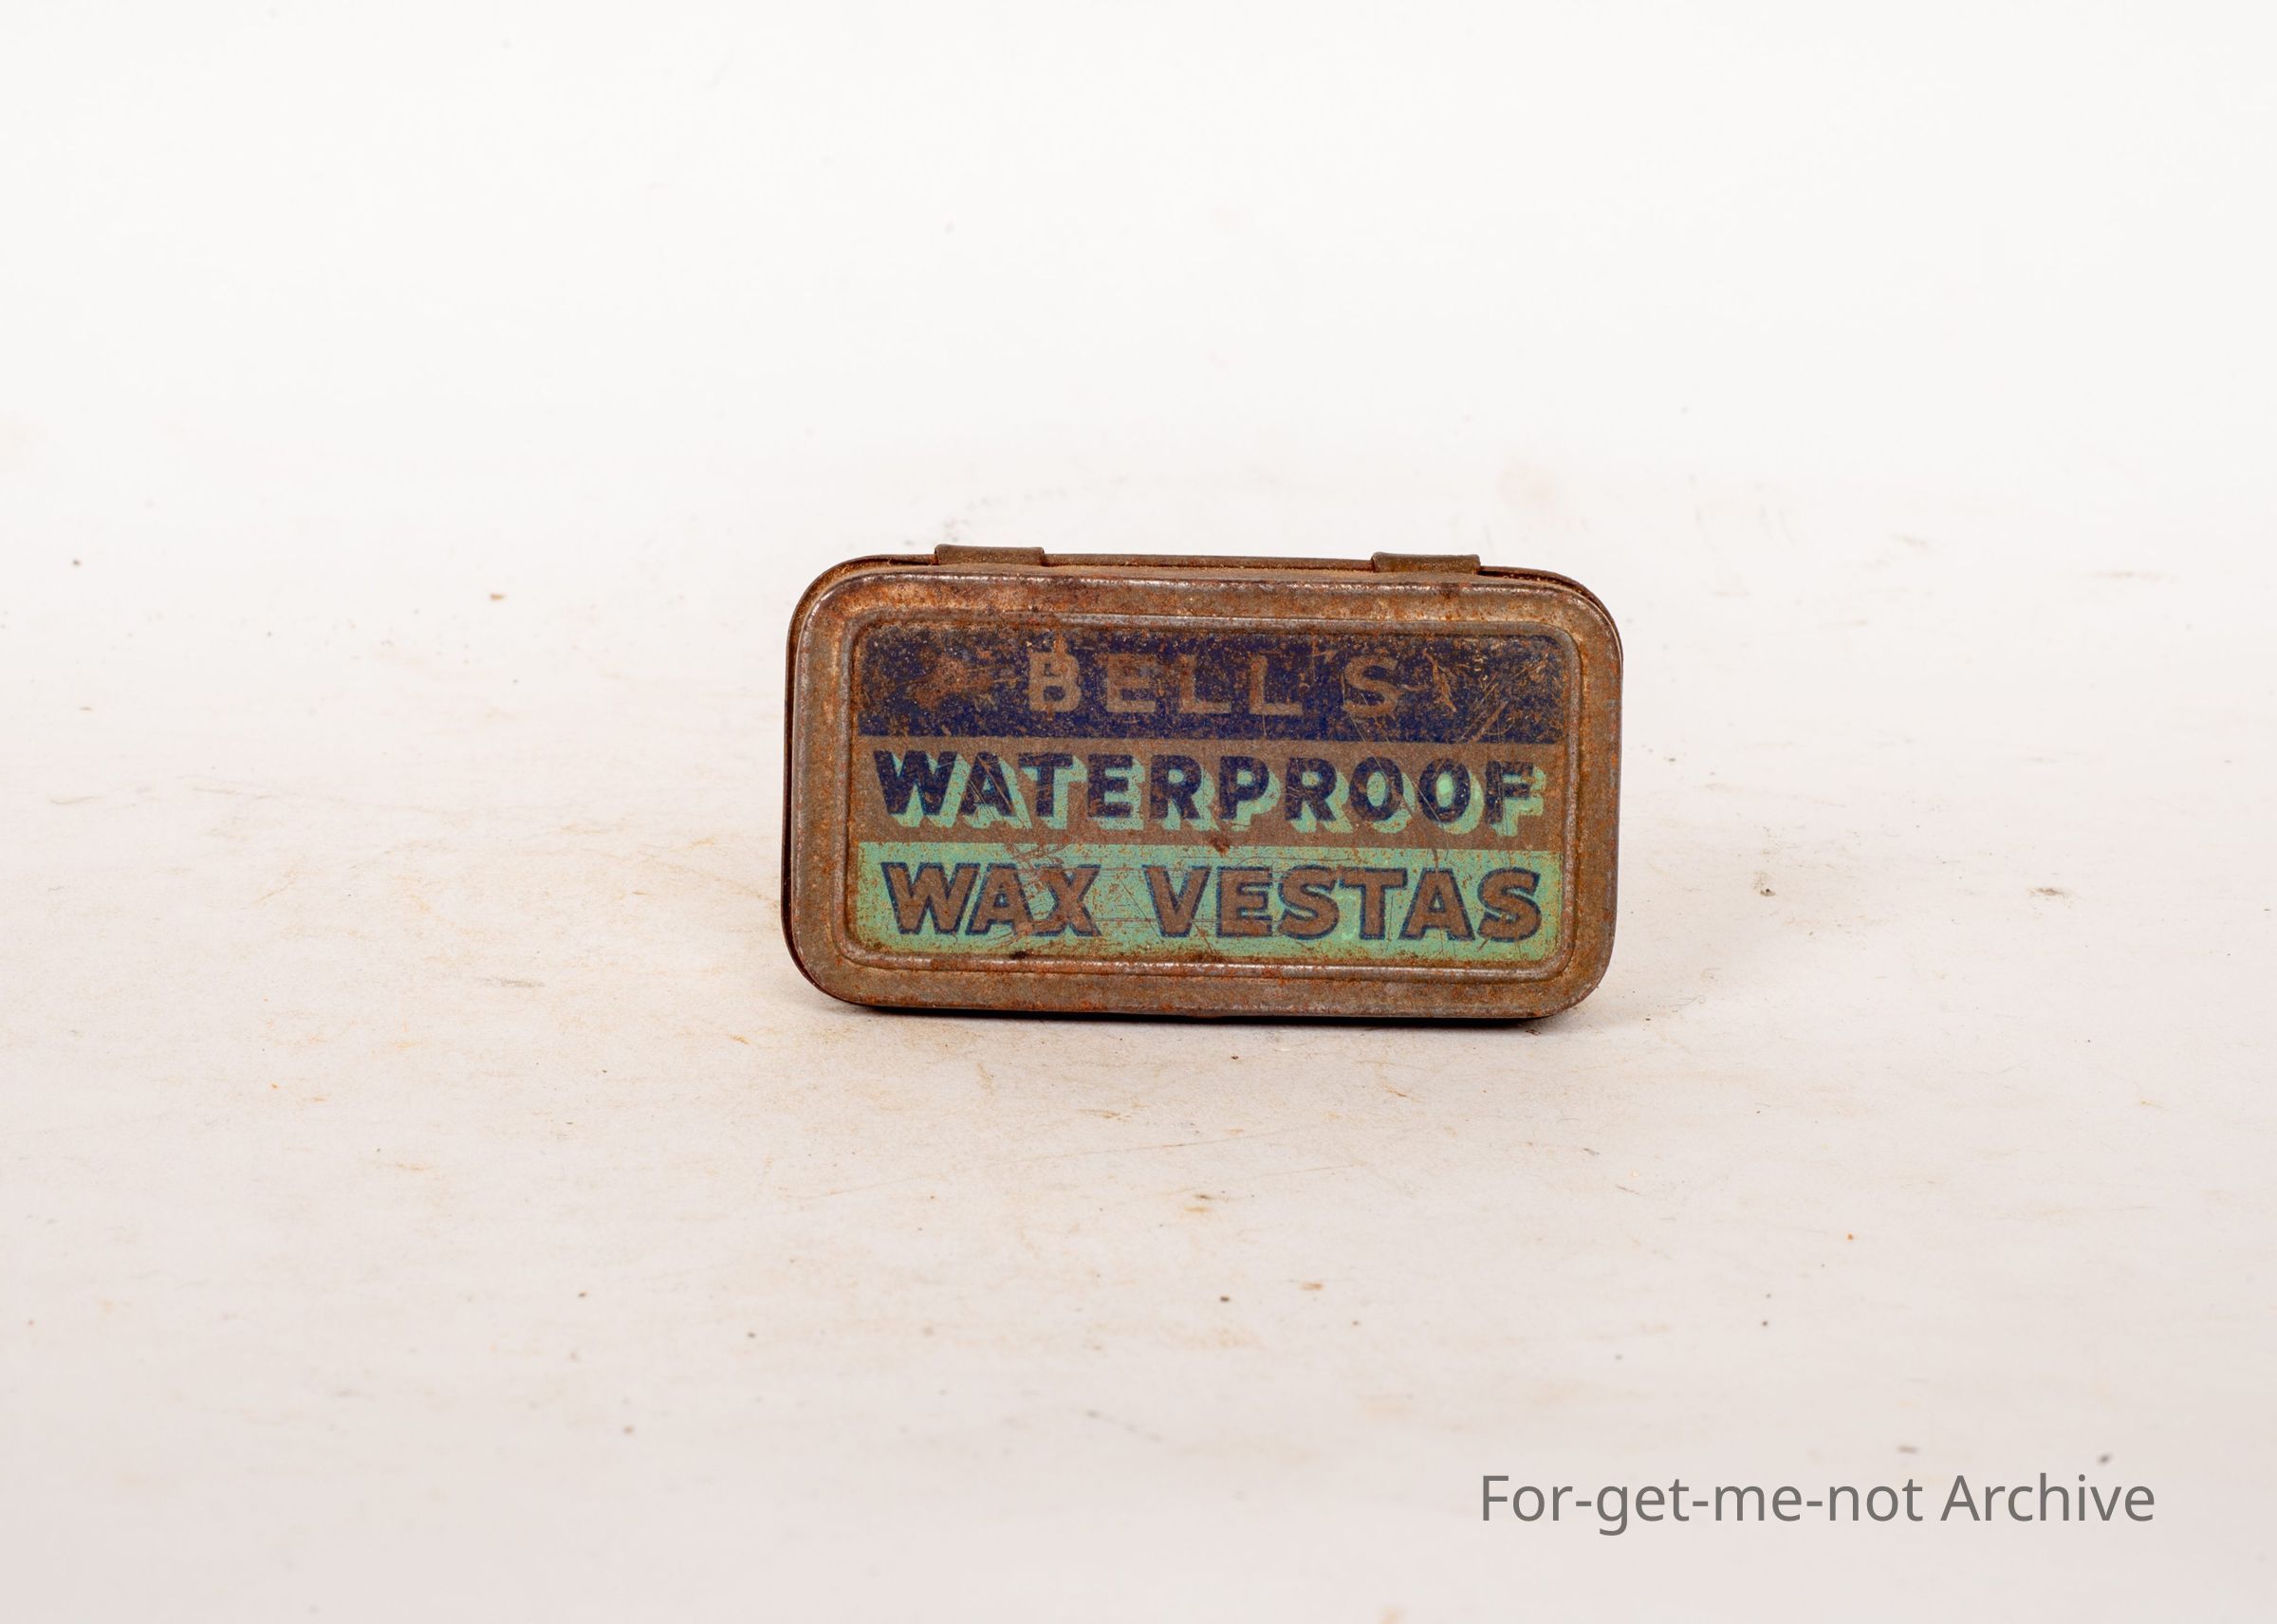 BELL'S
WATERPROOF
WAX VESTAS
For-get-me-not Archive